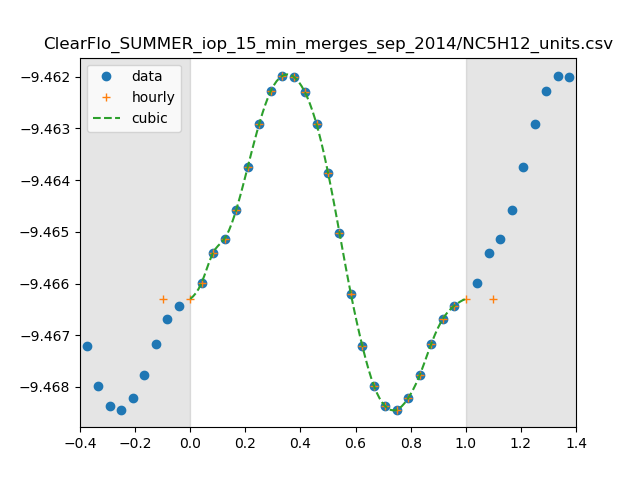 ClearFlo_SUMMER_iop_15_min_merges_sep_2014/NC5H12_units.csv
data
hourly
cubic
−9.462
−9.463
−9.464
−9.465
−9.466
−9.467
−9.468
−0.4 −0.2 0.0 0.2 0.4 0.6 0.8 1.0 1.2 1.4